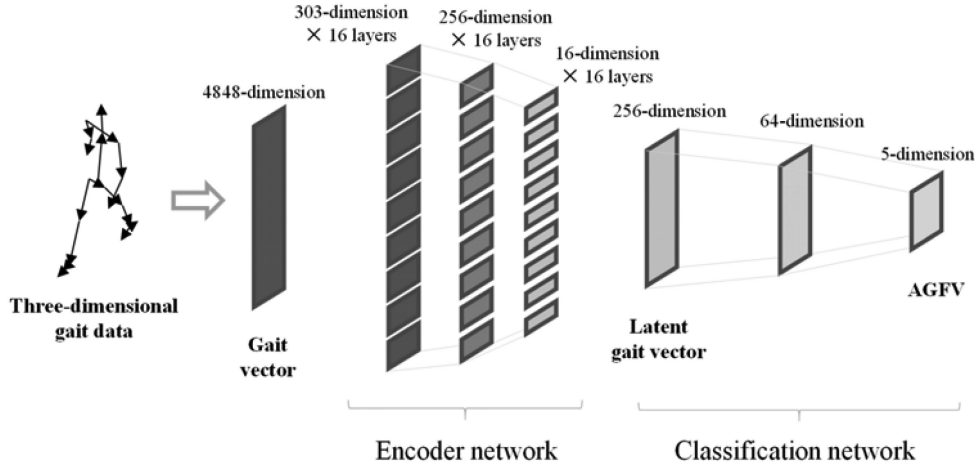 303-dimension
× 16 layers
256-dimension
× 16 layers
16-dimension
× 16 layers
4848-dimension
256-dimension
64-dimension
5-dimension
Three-dimensional
gait data
Gait
vector
Latent
gait vector
AGFV
Encoder network
Classification network